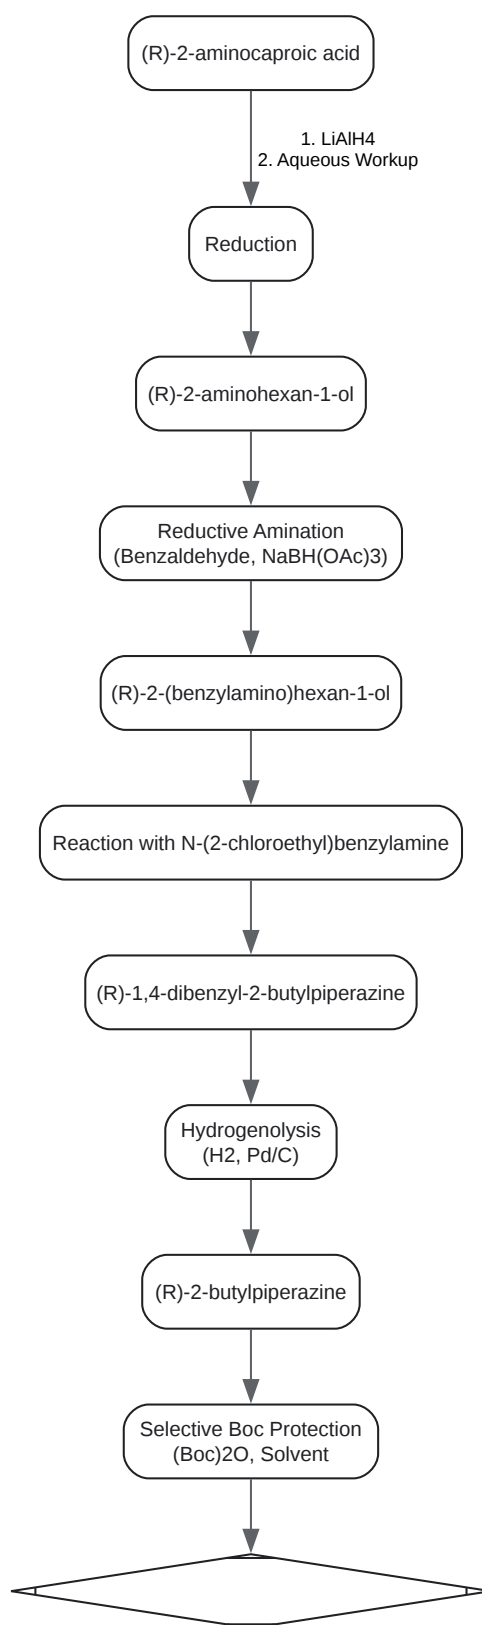 (R)-2-aminocaproic acid
1. LiAlH4
2. Aqueous Workup
Reduction
(R)-2-aminohexan-1-ol
Reductive Amination
(Benzaldehyde, NaBH(OAc)3)
(R)-2-(benzylamino)hexan-1-ol
Reaction with N-(2-chloroethyl)benzylamine
(R)-1,4-dibenzyl-2-butylpiperazine
Hydrogenolysis
(H2, Pd/C)
(R)-2-butylpiperazine
Selective Boc Protection
(Boc)2O, Solvent